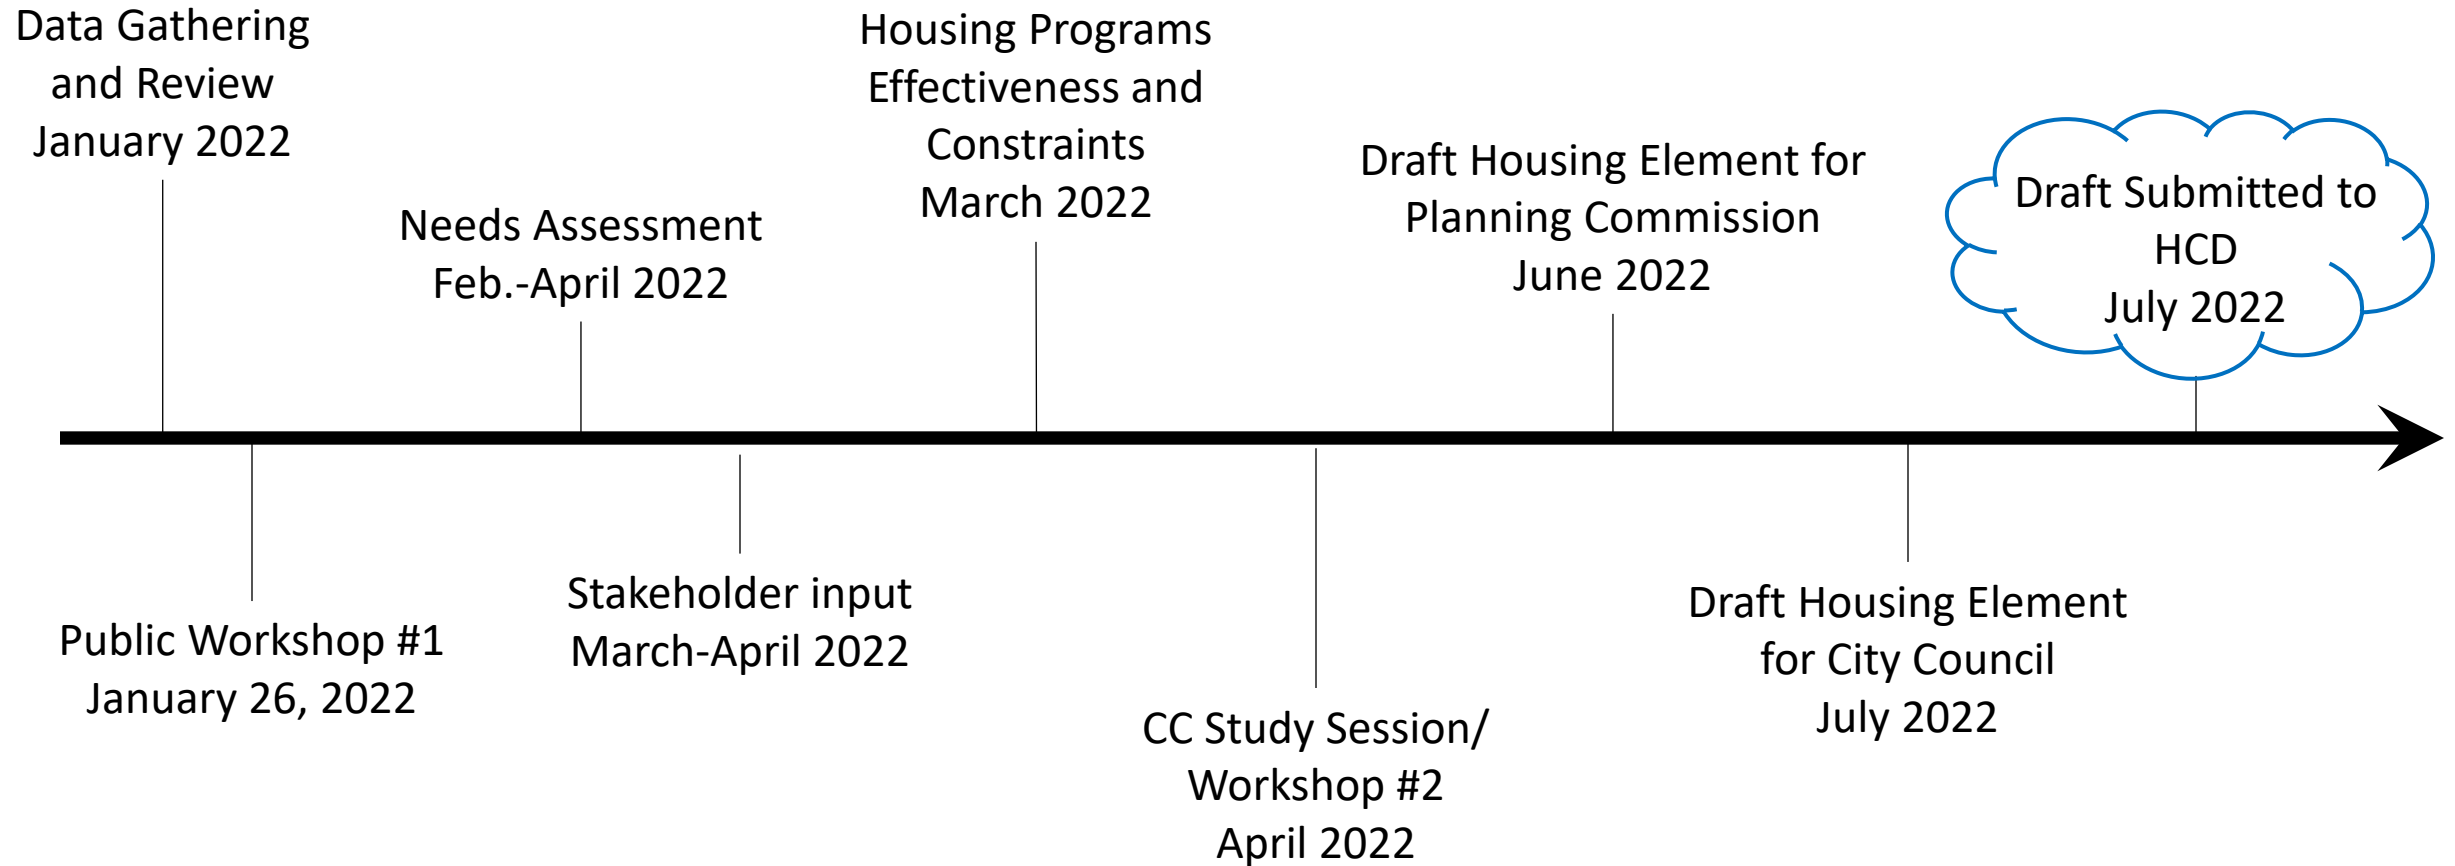 Data Gathering
and Review
January 2022
Public Workshop #1
January 26, 2022
Needs Assessment
Feb.-April 2022
Stakeholder input
March-April 2022
Housing Programs
Effectiveness and
Constraints
March 2022
CC Study Session/
Workshop #2
April 2022
Draft Housing Element for
Planning Commission
June 2022
Draft Housing Element
for City Council
July 2022
Draft Submitted to
HCD
July 2022